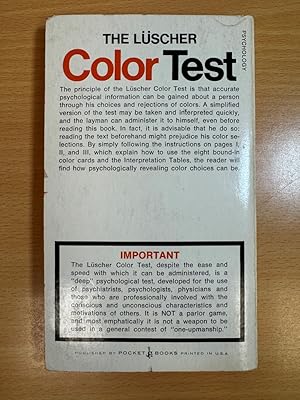 PSYCHOLOGY
THE LÜSCHER
Color Test
The principle of the Lüscher Color Test is that accurate
psychological information can be gained about a person
through his choices and rejections of colors. A simplified
version of the test may be taken and interpreted quickly,
and the layman can administer it to himself, even before
reading this book. In fact, it is advisable that he do so:
reading the text beforehand might prejudice his color se-
lections. By simply following the instructions on pages I,
II, and III, which explain how to use the eight bound-in
color cards and the Interpretation Tables, the reader will
find how psychologically revealing color choices can be.
IMPORTANT
The Lüscher Color Test, despite the ease and
speed with which it can be administered, is a
"deep" psychological test, developed for the use
of psychiatrists, psychologists, physicians and
those who are professionally involved with the
conscious and unconscious characteristics and
motivations of others. It is NOT a parlor game,
and most emphatically it is not a weapon to be
used in a general contest of "one-upmanship."
PUBLISHED BY POCKET BOOKS PRINTED IN U.S.A.